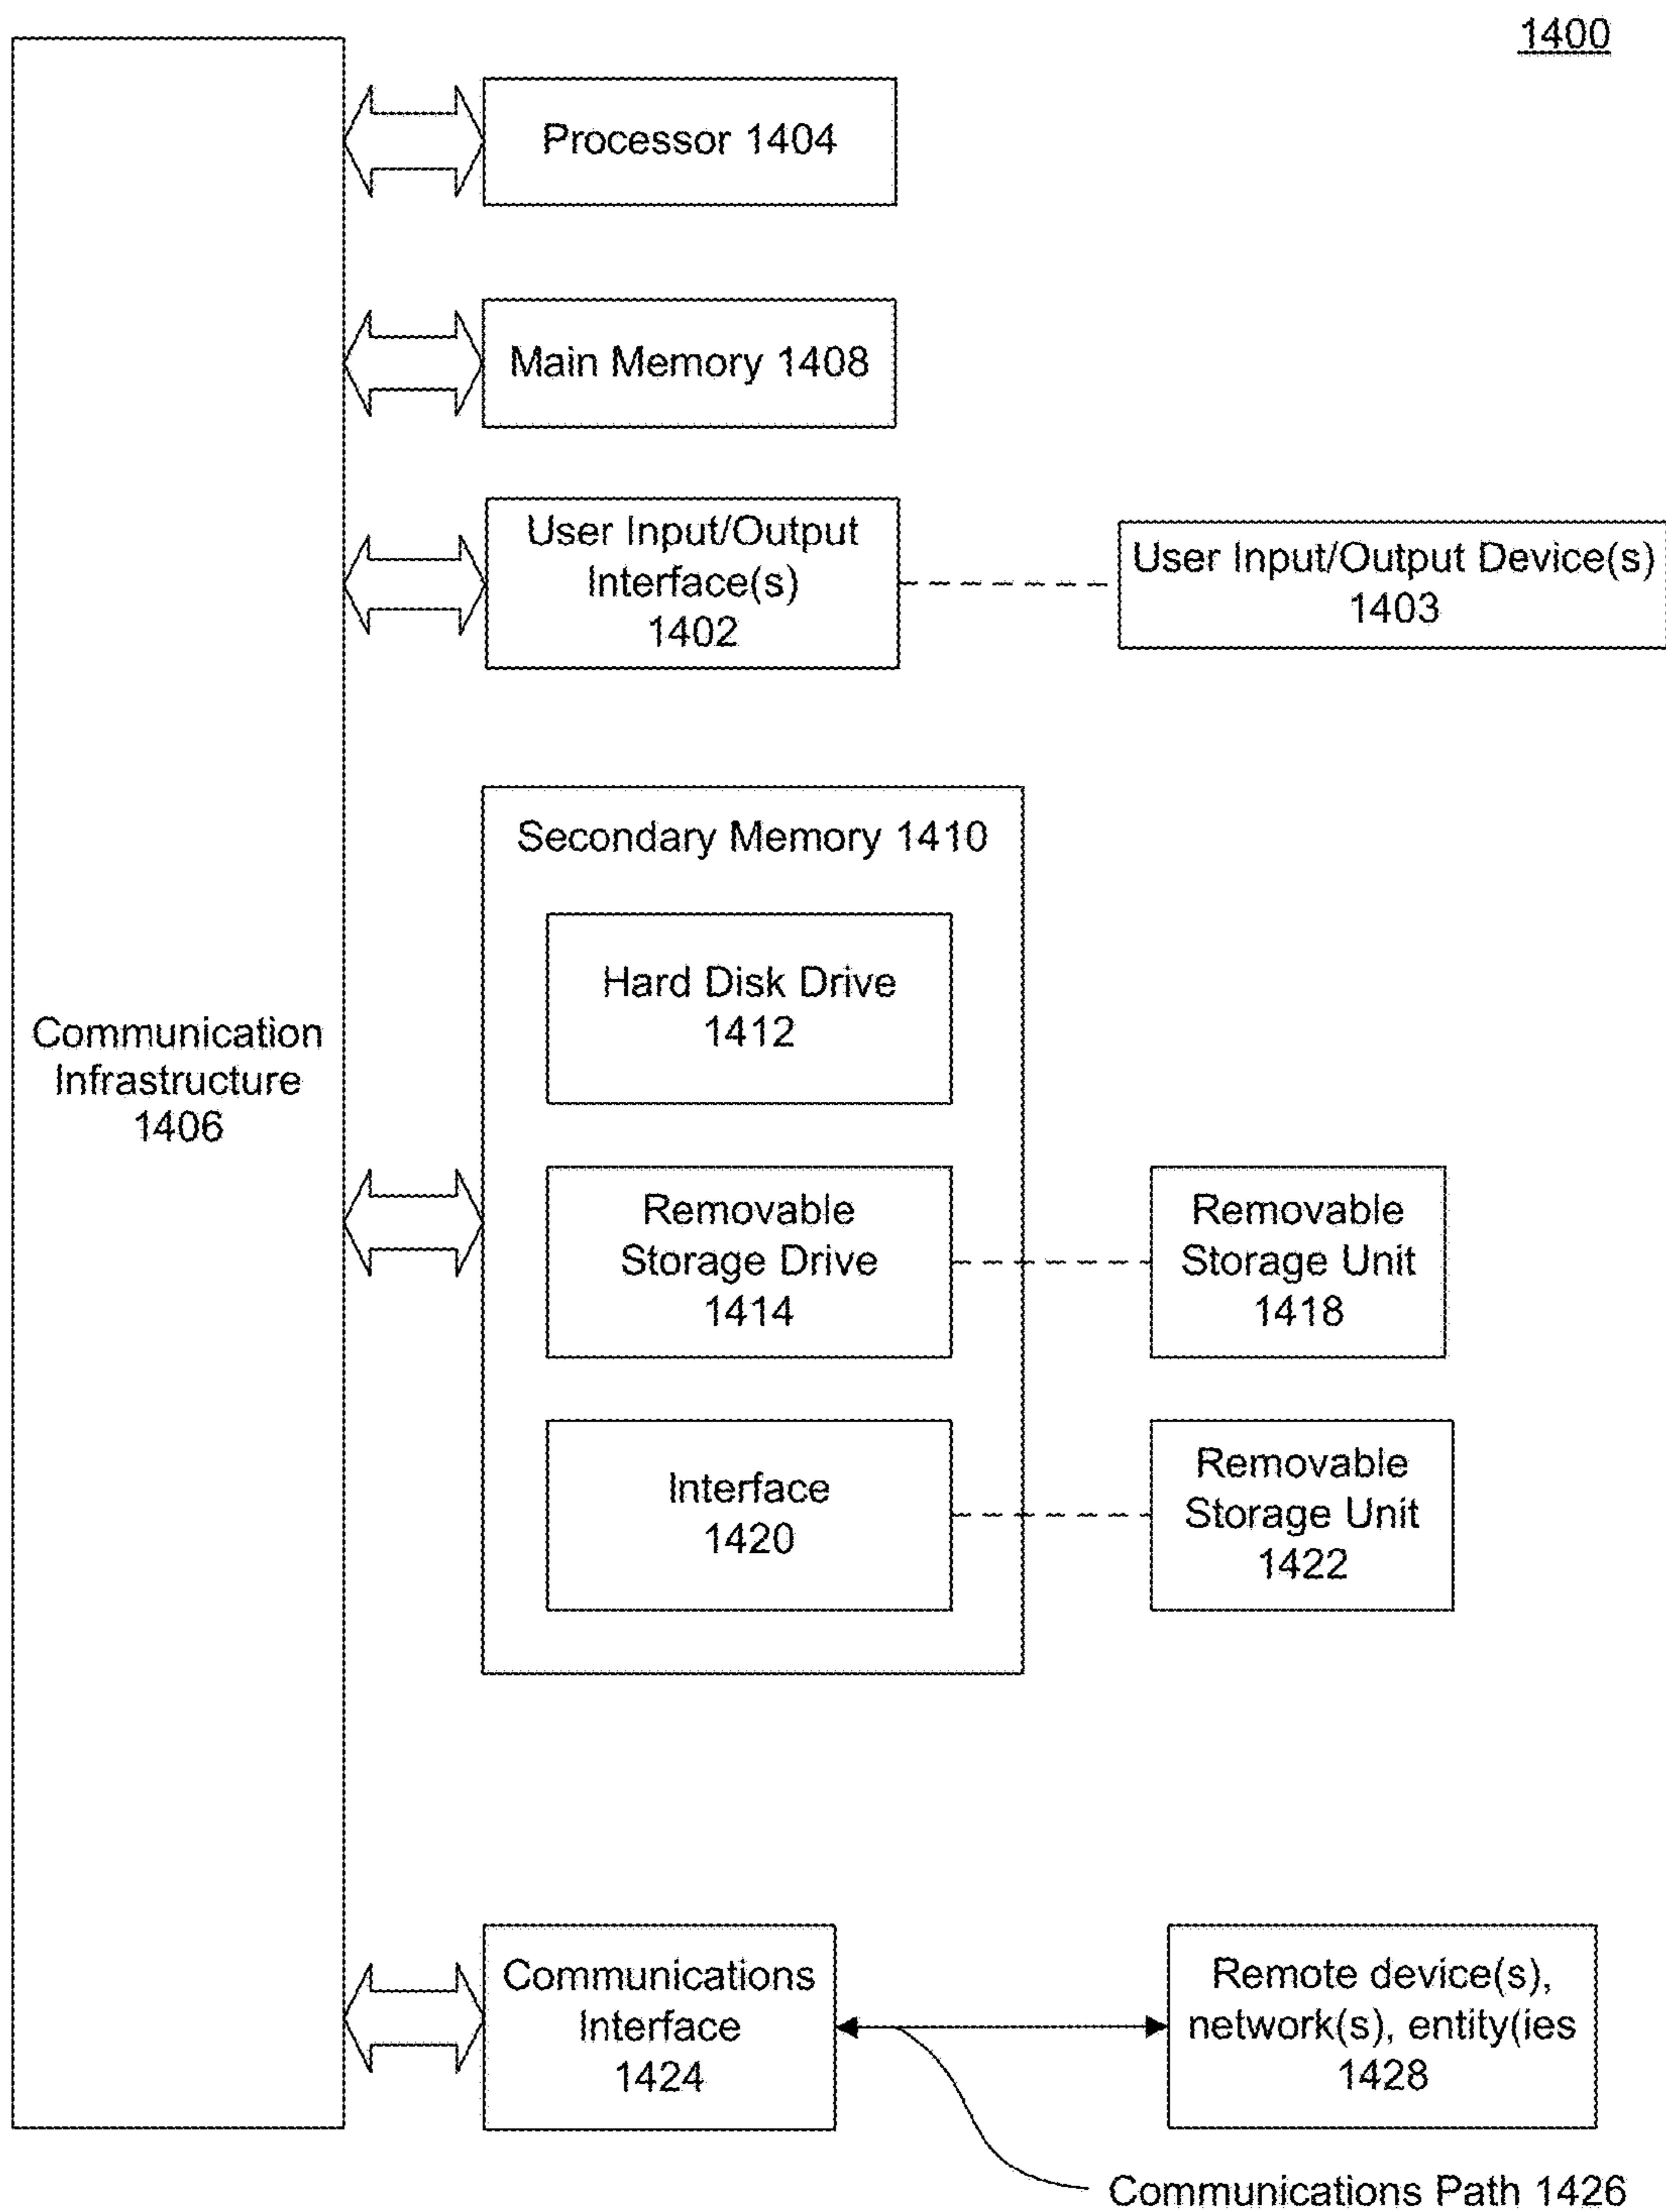 1400
Processor 1404
Main Memory 1408
User Input/Output
Interface(s)
1402
User Input/Output Device(s)
1403
Secondary Memory 1410
Hard Disk Drive
1412
Communication
Infrastructure
1406
Removable
Storage Drive
1414
Removable
Storage Unit
1418
Interface
1420
Removable
Storage Unit
1422
Communications
Interface
1424
Remote device(s),
network(s), entity(ies
1428
Communications Path 1426